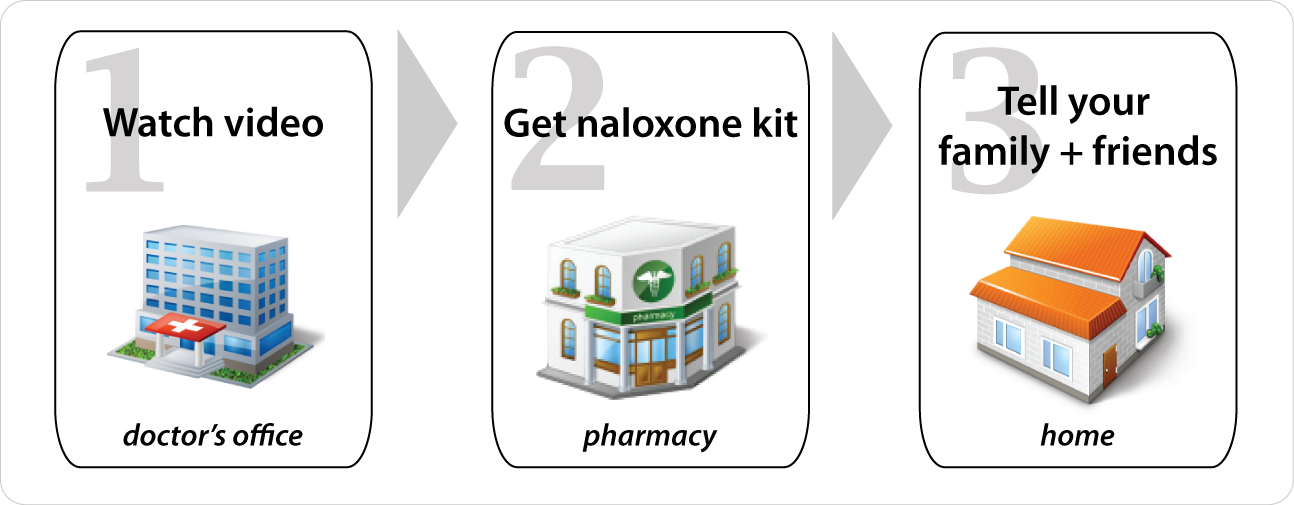 1
Watch video
doctor's office
2
Get naloxone kit
pharmacy
pharmacy
3
Tell your
family + friends
home